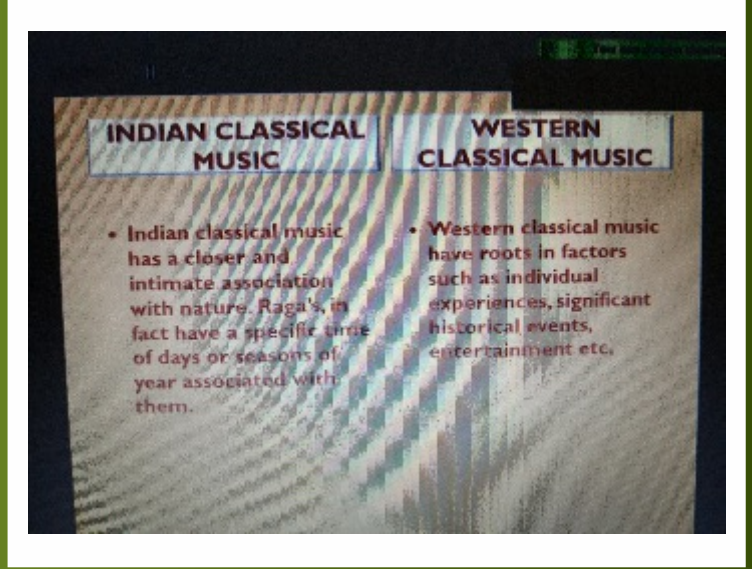 INDIAN CLASSICAL
MUSIC
• Indian classical music
has a closer and
intimate association
with nature. Raga's, in
fact have a specific time
of days or seasons of
year associated with
them.
WESTERN
CLASSICAL MUSIC
• Western classical music
have roots in factors
such as individual
experiences, significant
historical events,
entertainment etc.